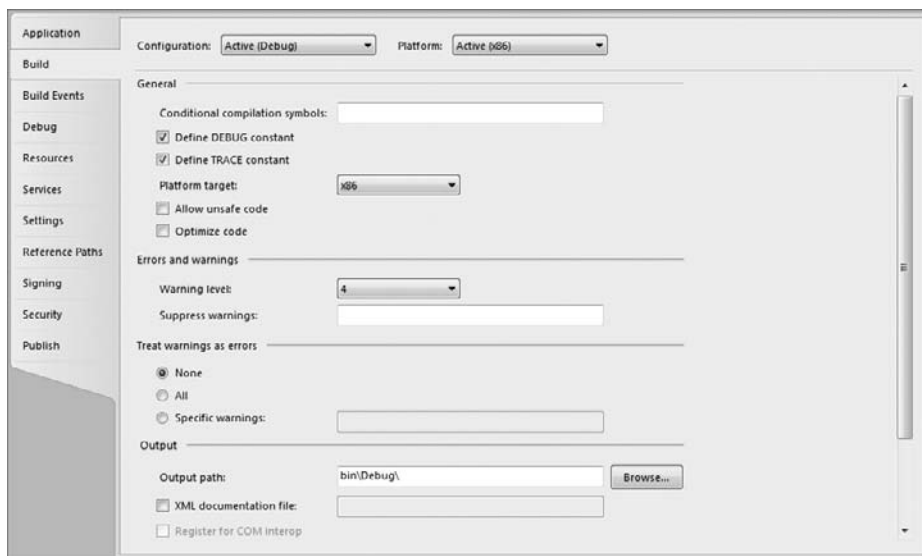 Application
Build
Build Events
Debug
Resources
Services
Settings
Reference Paths
Signing
Security
Publish
Configuration: Active (Debug) Platform: Active (x86)
General
Conditional compilation symbols:
Define DEBUG constant
Define TRACE constant
Platform target: x86
Allow unsafe code
Optimize code
Errors and warnings
Warning level: 4
Suppress warnings:
Treat warnings as errors
None
All
Specific warnings:
Output
Output path: bin\Debug\ Browse...
XML documentation file:
Register for COM interop